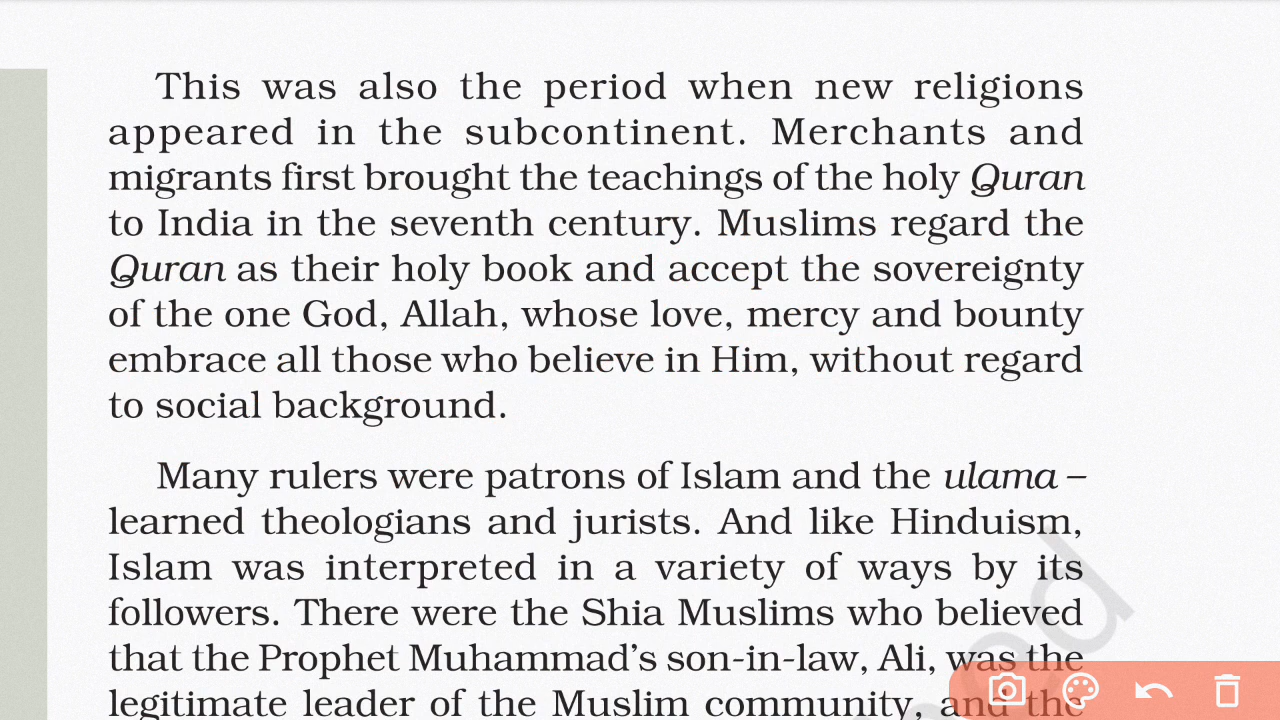 This was also the period when new religions
appeared in the subcontinent. Merchants and
migrants first brought the teachings of the holy Quran
to India in the seventh century. Muslims regard the
Quran as their holy book and accept the sovereignty
of the one God, Allah, whose love, mercy and bounty
embrace all those who believe in Him, without regard
to social background.
Many rulers were patrons of Islam and the ulama –
learned theologians and jurists. And like Hinduism,
Islam was interpreted in a variety of ways by its
followers. There were the Shia Muslims who believed
that the Prophet Muhammad’s son-in-law, Ali, was the
legitimate leader of the Muslim community, and the